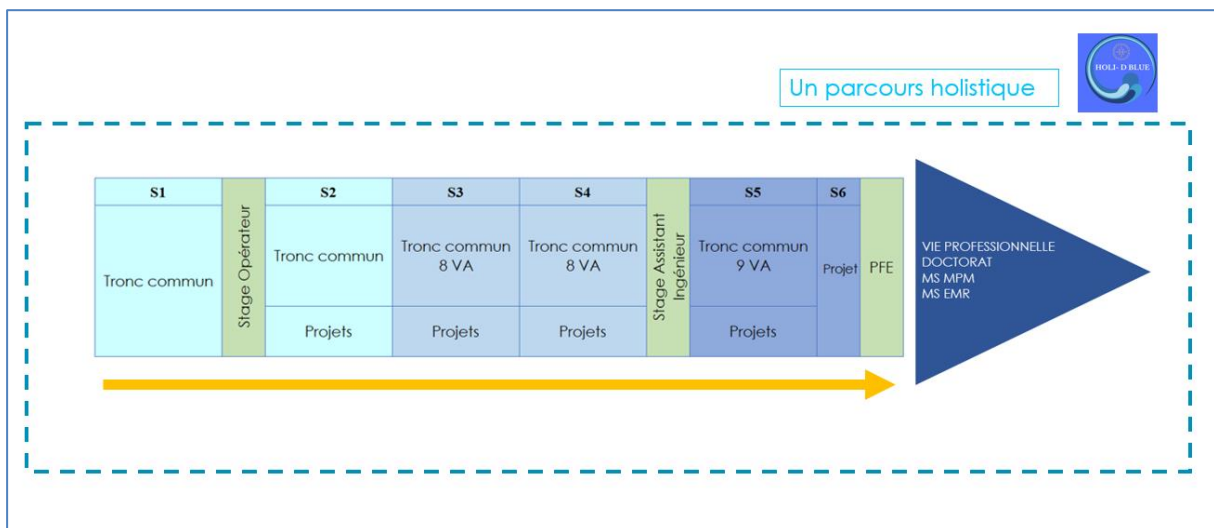 Un parcours holistique
HOLI- D BLUE
S1
Tronc commun
Stage Opérateur
S2
Tronc commun
Projets
S3
Tronc commun
8 VA
Projets
S4
Tronc commun
8 VA
Projets
Stage Assistant
Ingénieur
S5
Tronc commun
9 VA
Projets
S6
Projet
PFE
VIE PROFESSIONNELLE
DOCTORAT
MS MPM
MS EMR